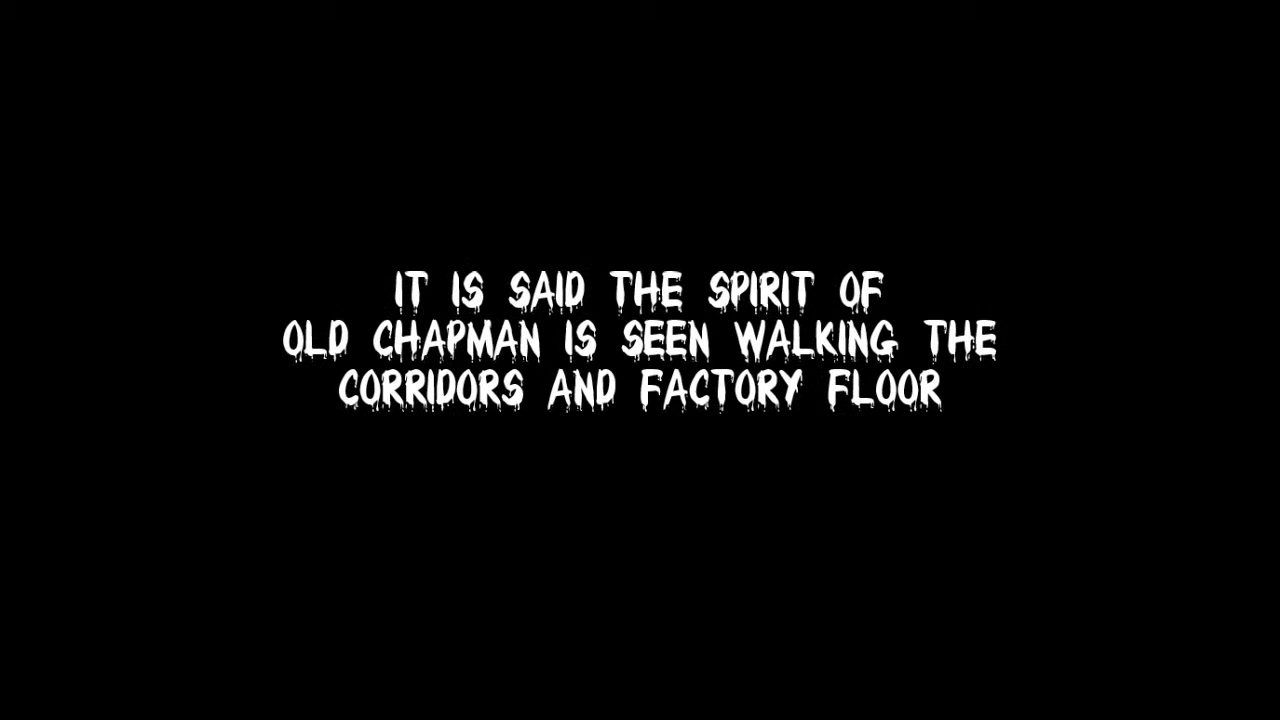 IT IS SAID THE SPIRIT OF
OLD CHAPMAN IS SEEN WALKING THE
CORRIDORS AND FACTORY FLOOR